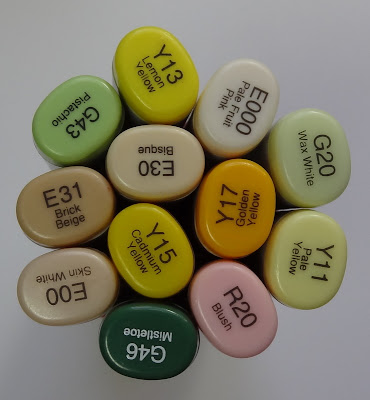 Y13
Lemon
Yellow
E000
Pale Fruit
Pink
G43
Pistachio
G20
Wax White
E30
Bisque
E31
Brick
Beige
Y17
Golden
Yellow
Y15
Cadmium
Yellow
Y11
Pale
Yellow
E00
Skin White
R20
Blush
G46
Mistletoe